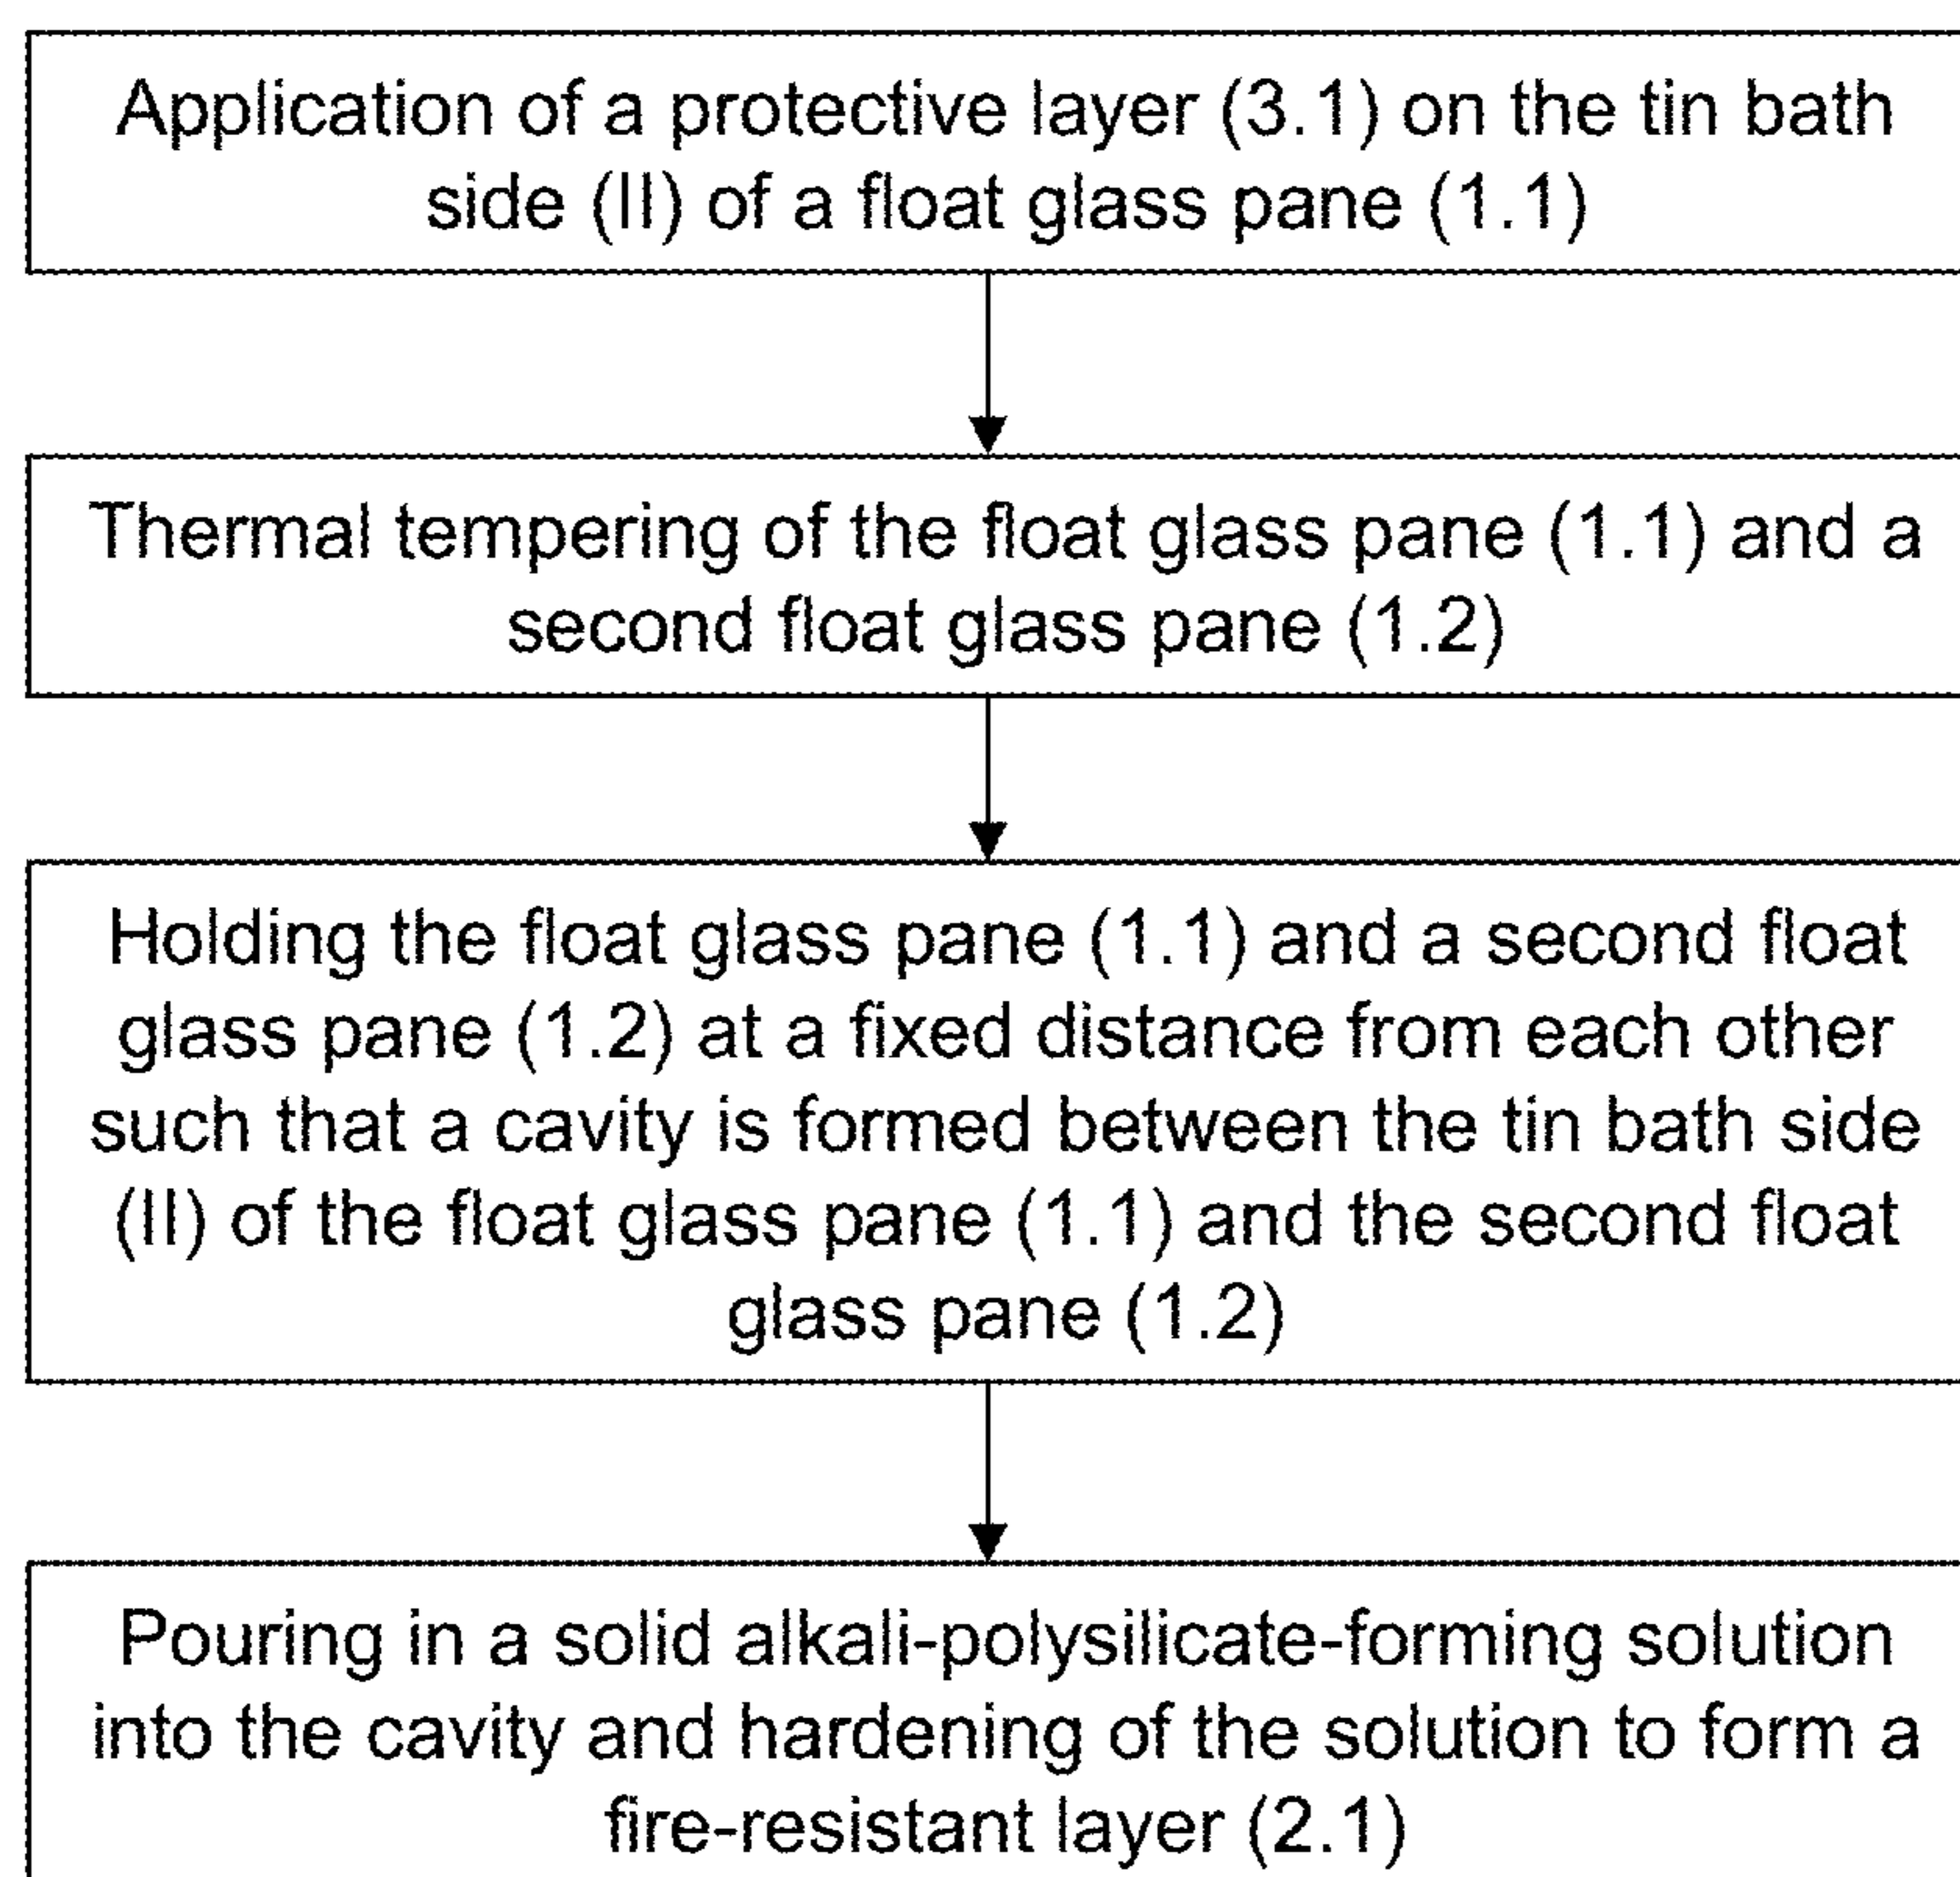 Application of a protective layer (3.1) on the tin bath
side (II) of a float glass pane (1.1)
Thermal tempering of the float glass pane (1.1) and a
second float glass pane (1.2)
Holding the float glass pane (1.1) and a second float
glass pane (1.2) at a fixed distance from each other
such that a cavity is formed between the tin bath side
(II) of the float glass pane (1.1) and the second float
glass pane (1.2)
Pouring in a solid alkali-polysilicate-forming solution
into the cavity and hardening of the solution to form a
fire-resistant layer (2.1)